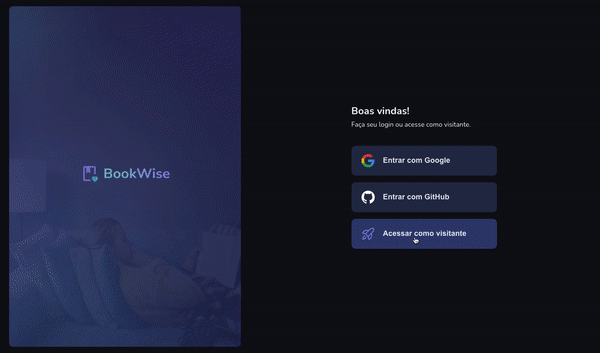 BookWise
Boas vindas!
Faça seu login ou acesse como visitante.
Entrar com Google
Entrar com GitHub
Acessar como visitante